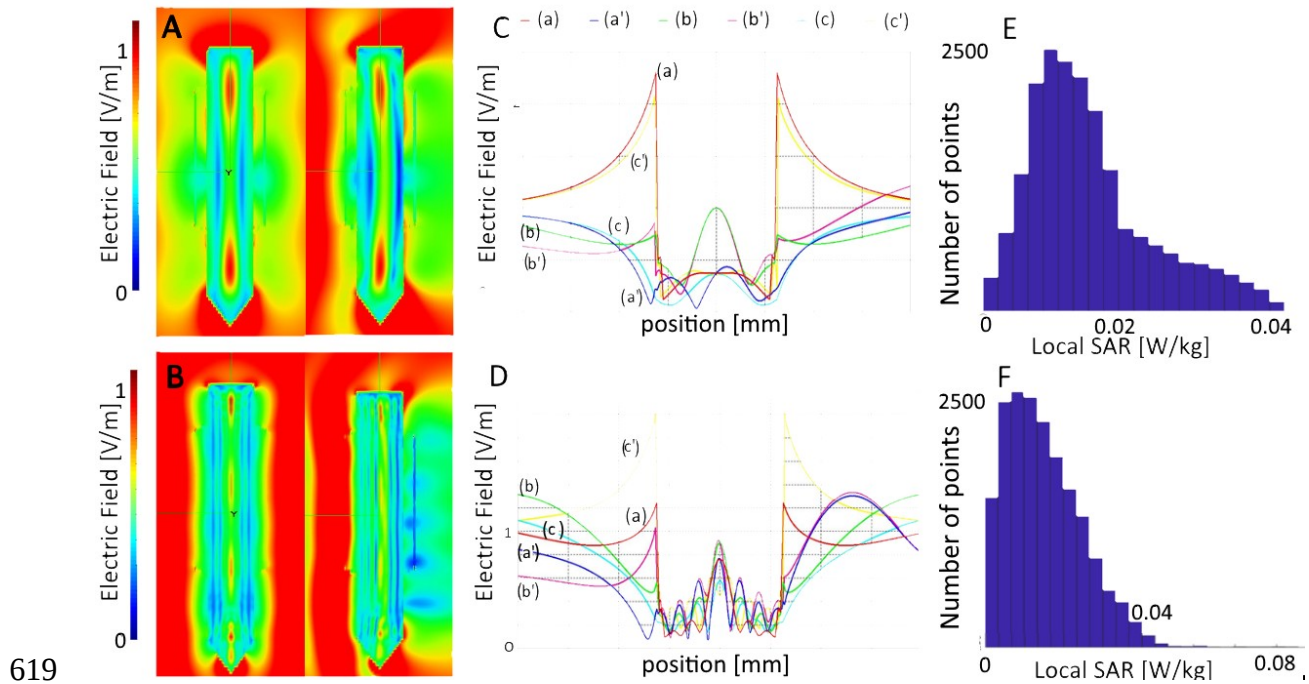 A
1
Electric Field [V/m]
0
Y
C
(a) (a') (b) (b') (c) (c')
(a)
(c')
(c)
(b)
(b')
(a')
Electric Field [V/m]
position [mm]
E
2500
Number of points
0 0.02 0.04
Local SAR [W/kg]
B
1
Electric Field [V/m]
0
Y
D
(c')
(b)
(a)
(c)
(a')
(b')
1
0
Electric Field [V/m]
position [mm]
F
2500
Number of points
0.04
0 0.08
Local SAR [W/kg]
619